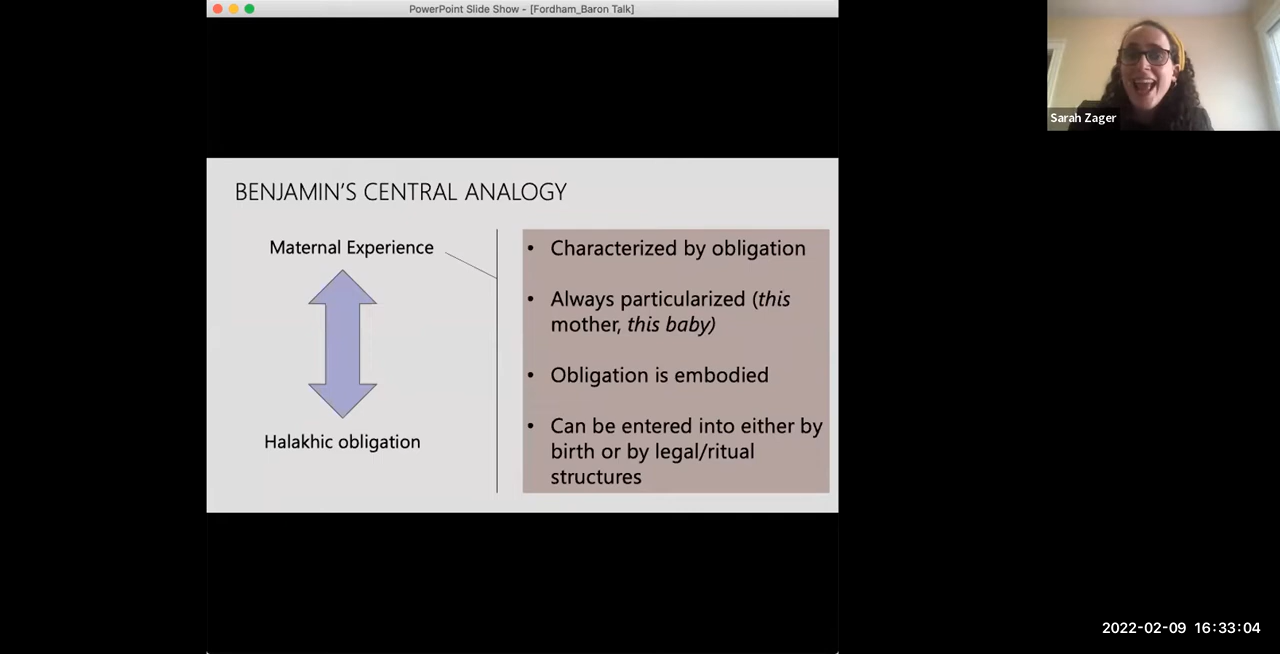 PowerPoint Slide Show - [Fordham_Baron Talk]
Sarah Zager
BENJAMIN'S CENTRAL ANALOGY
Maternal Experience
Halakhic obligation
• Characterized by obligation
• Always particularized (this
mother, this baby)
• Obligation is embodied
• Can be entered into either by
birth or by legal/ritual
structures
2022-02-09 16:33:04